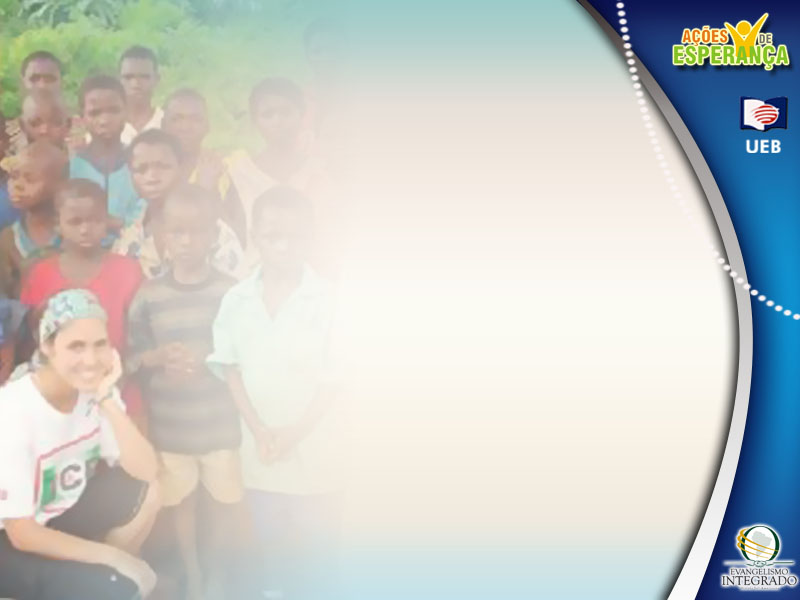 AÇÕES DE
ESPERANÇA
UEB
EVANGELISMO
INTEGRADO